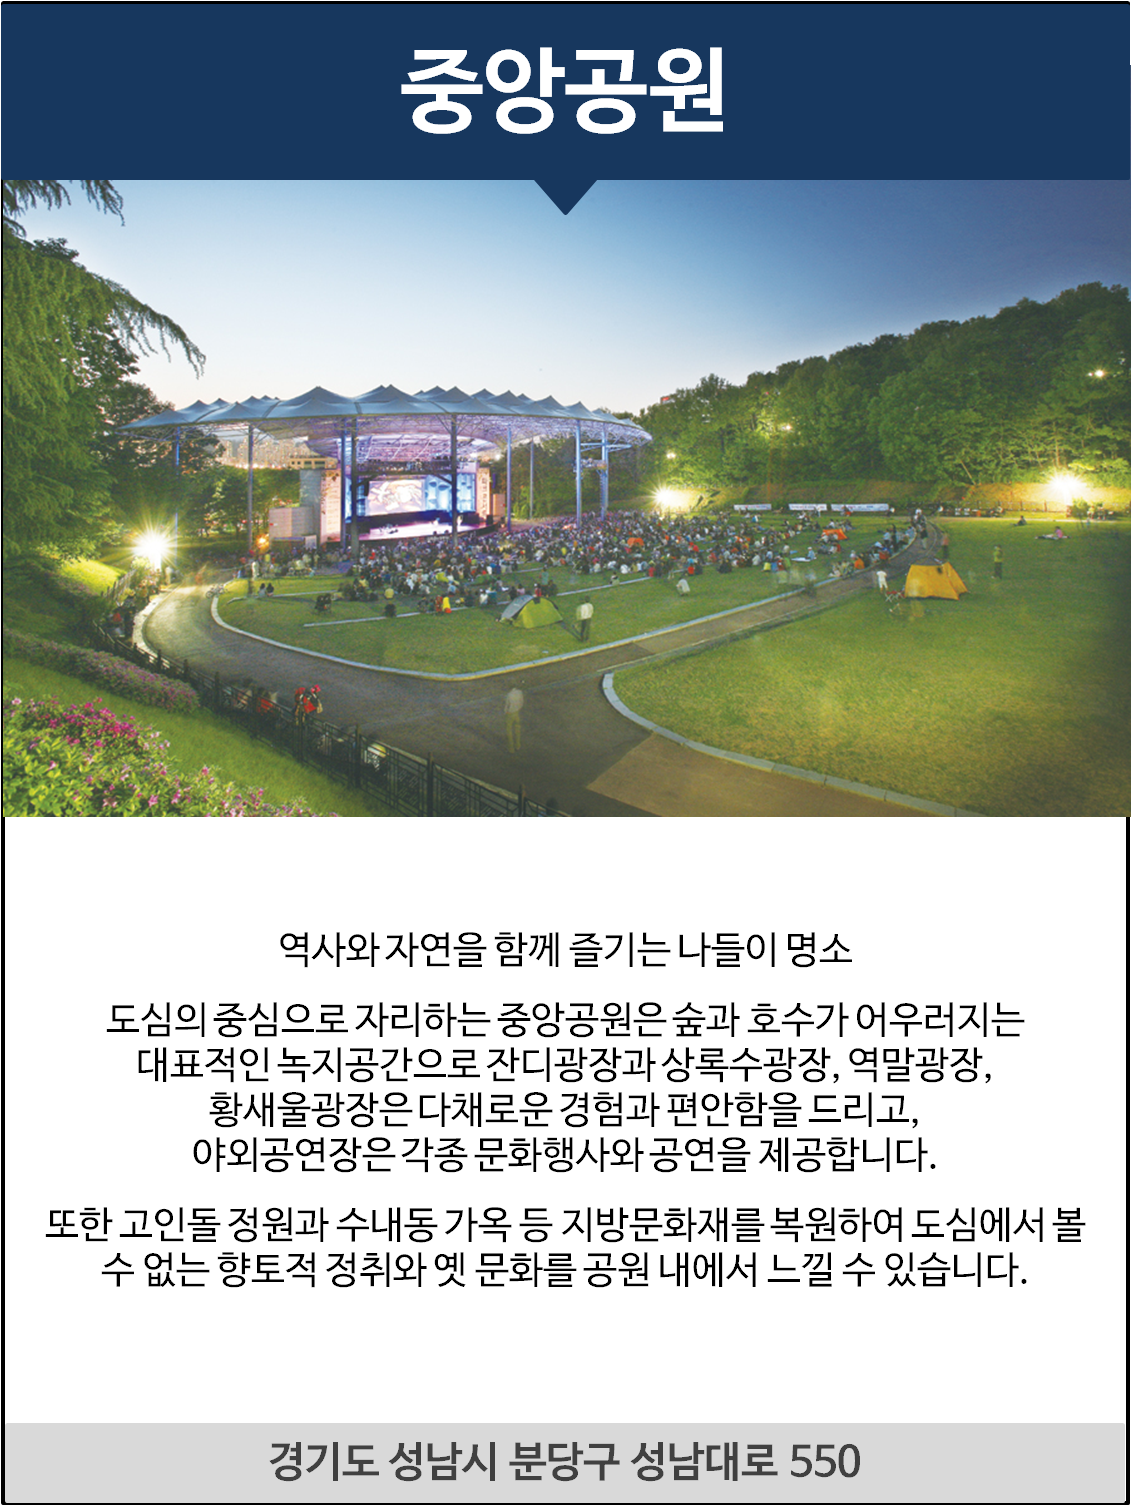 중앙공원
역사와 자연을 함께 즐기는 나들이 명소
도심의 중심으로 자리하는 중앙공원은 숲과 호수가 어우러지는
대표적인 녹지공간으로 잔디광장과 상록수광장, 역말광장,
황새울광장은 다채로운 경험과 편안함을 드리고,
야외공연장은 각종 문화행사와 공연을 제공합니다.
또한 고인돌 정원과 수내동 가옥 등 지방문화재를 복원하여 도심에서 볼
수 없는 향토적 정취와 옛 문화를 공원 내에서 느낄 수 있습니다.
경기도 성남시 분당구 성남대로 550